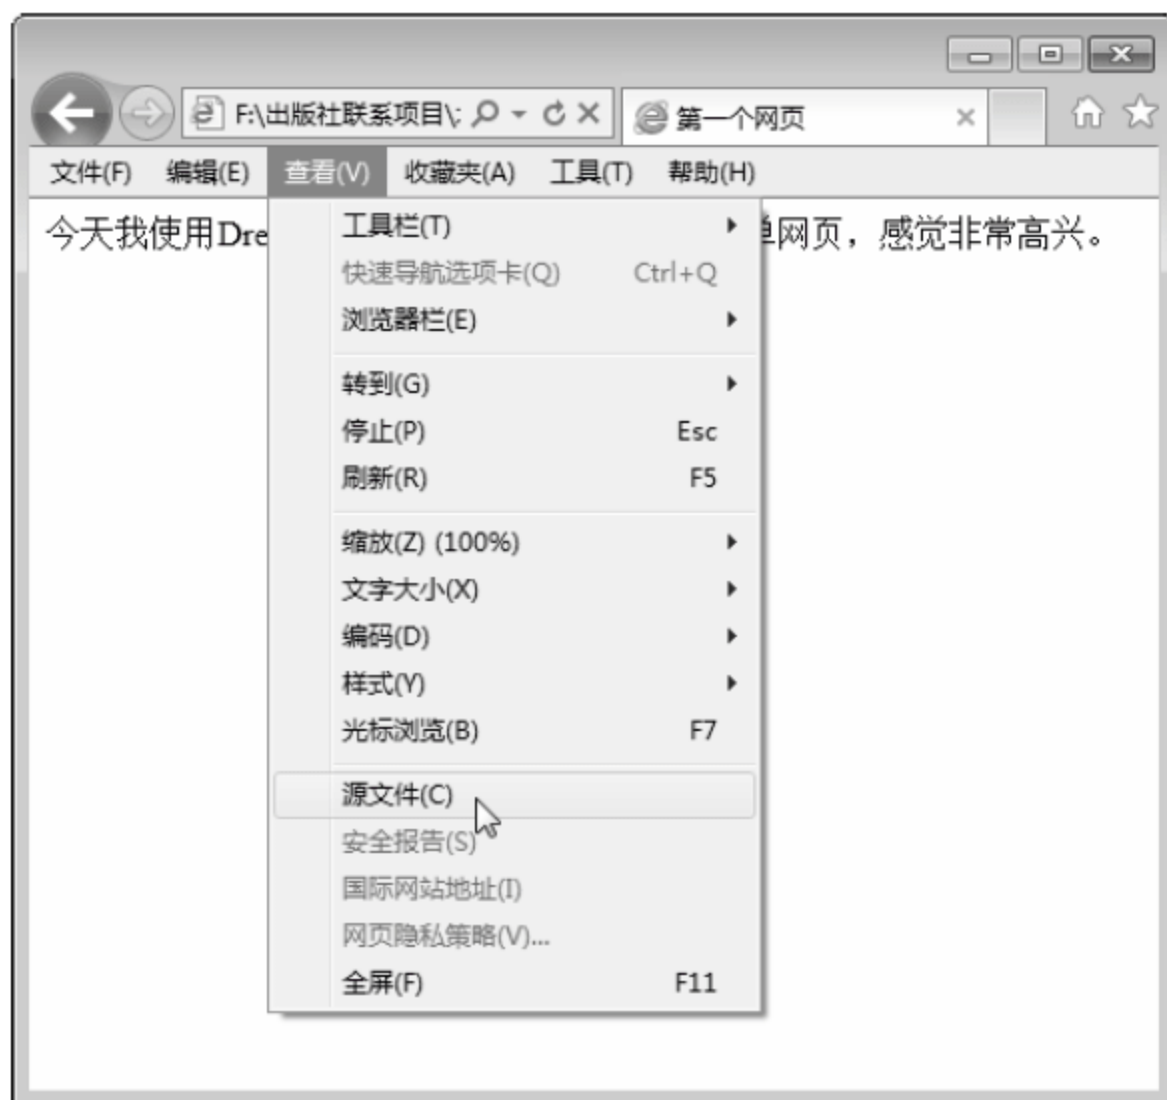 F:\出版社联系项目\ 第一个网页
文件(F) 编辑(E) 查看(V) 收藏夹(A) 工具(T) 帮助(H)
今天我使用Dre 网页，感觉非常高兴。
工具栏(T)
快速导航选项卡(Q) Ctrl+Q
浏览器栏(E)
转到(G)
停止(P) Esc
刷新(R) F5
缩放(Z) (100%)
文字大小(X)
编码(D)
样式(Y)
光标浏览(B) F7
源文件(C)
安全报告(S)
国际网站地址(I)
网页隐私策略(V)...
全屏(F) F11